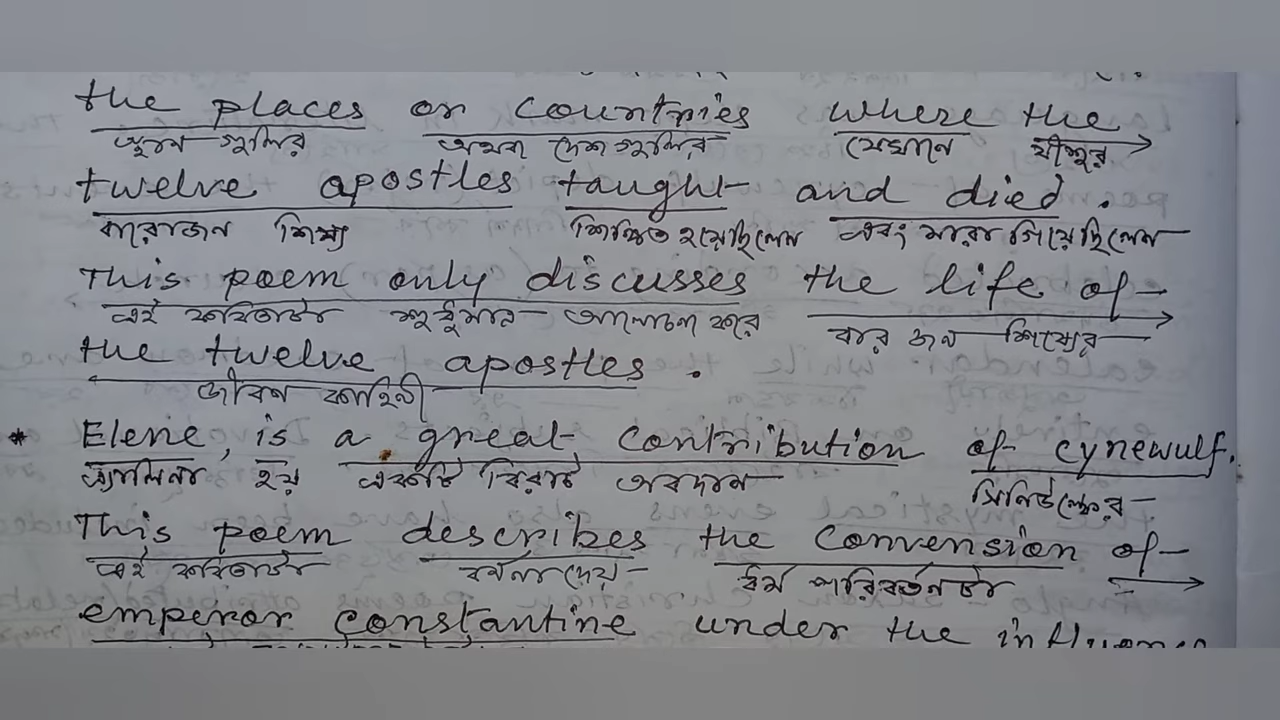 the places or countries where the
স্থান গুলির অথবা দেশ গুলির যেখানে যীশুর
twelve apostles taught and died.
বারোজন শিষ্য শিক্ষিত হয়েছিলেন এবং মারা গিয়েছিলেন
This poem only discusses the life of
এই কবিতাটা শুধুমাত্র আলোচনা করে বার জন শিষ্যের
the twelve apostles.
জীবন কাহিনী
* Elene, is a great contribution of cynewulf.
এ্যালিনা হয় একটি বিরাট অবদান সিনিউল্ফের
This poem describes the convension of
এই কবিতাটা বর্ণনা দেয় ধর্ম পরিবর্তনটা
emperor constantine under the influence